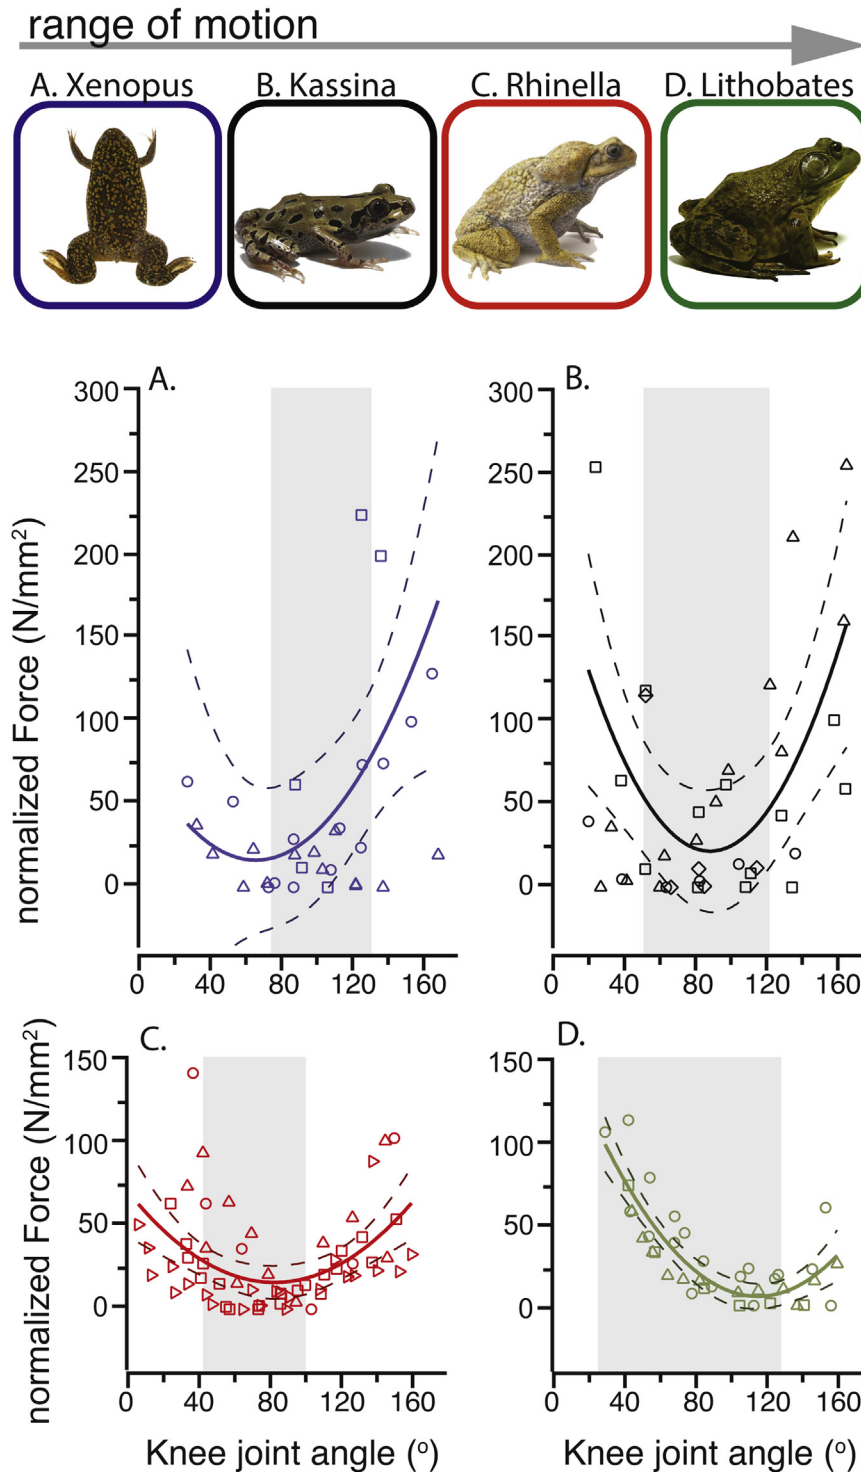 range of motion
A. Xenopus B. Kassina C. Rhinella D. Lithobates
A. B.
normalized Force (N/mm²)
300 300
250 250
200 200
150 150
100 100
50 50
0 0
0 40 80 120 160 0 40 80 120 160
C. D.
normalized Force (N/mm²)
150 150
100 100
50 50
0 0
0 40 80 120 160 0 40 80 120 160
Knee joint angle (º) Knee joint angle (º)